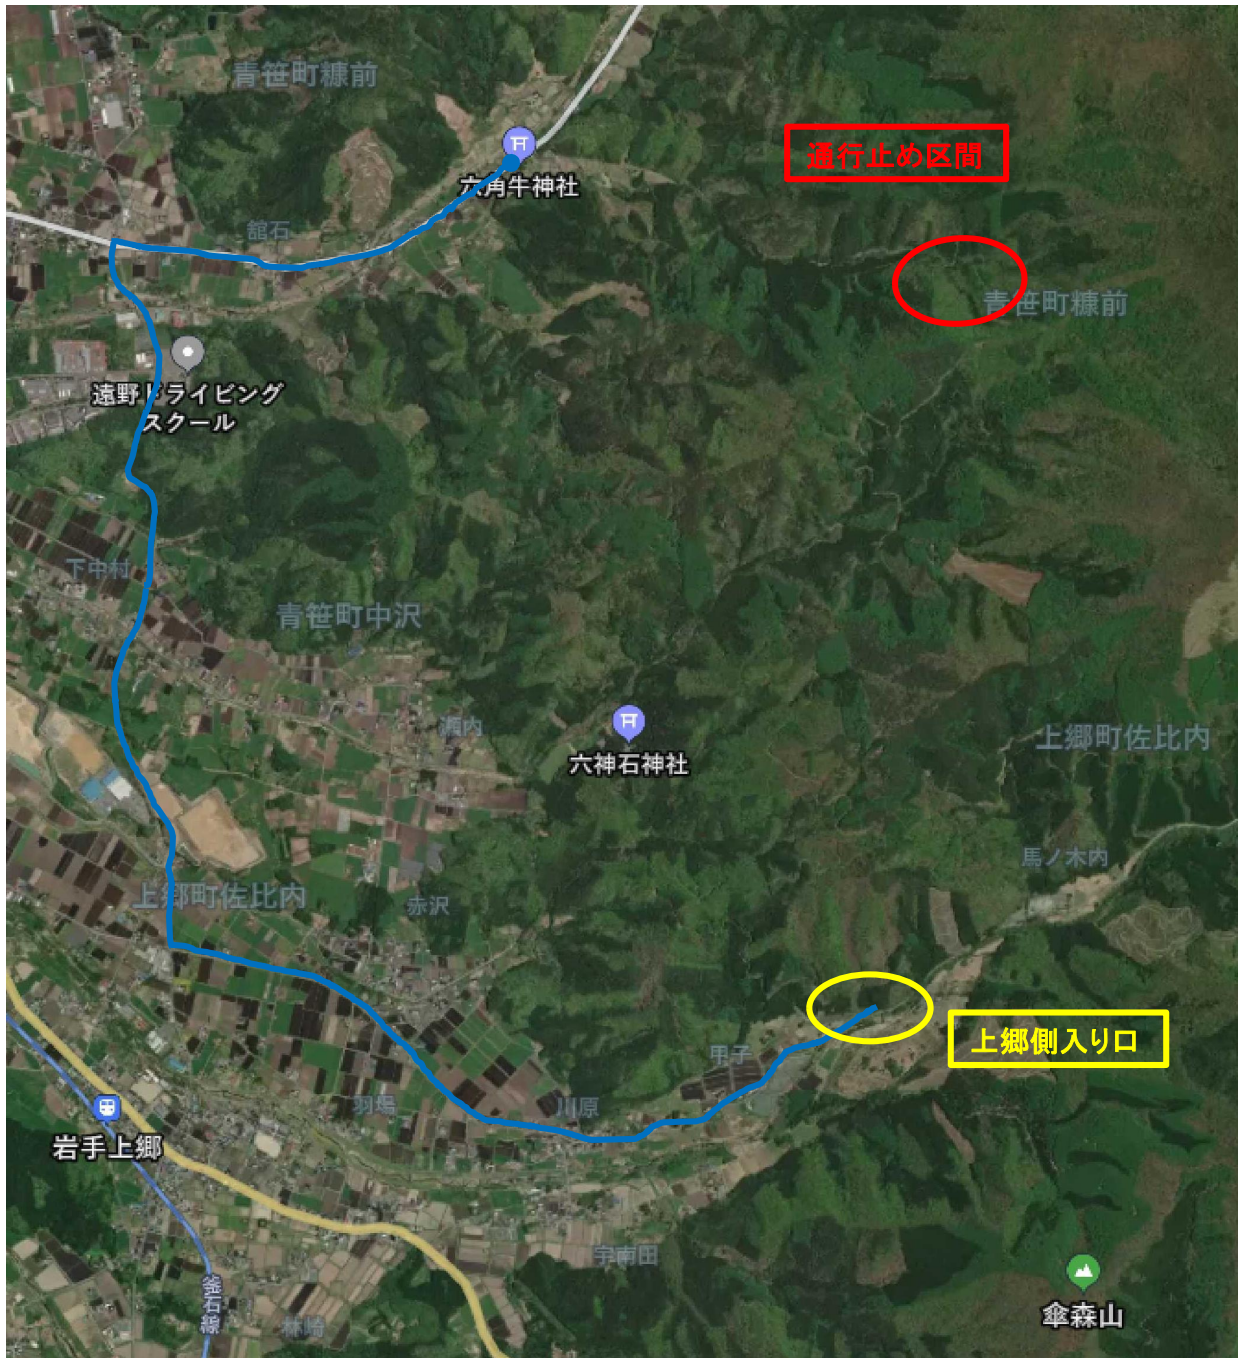 青笹町糠前
通行止め区間
六角牛神社
舘石
青笹町糠前
遠野ドライビング
スクール
下中村
青笹町中沢
瀬内
上郷町佐比内
六神石神社
馬ノ木内
上郷町佐比内
赤沢
上郷側入り口
甲子
羽場
川原
岩手上郷
宇南田
釜石線
傘森山
林崎